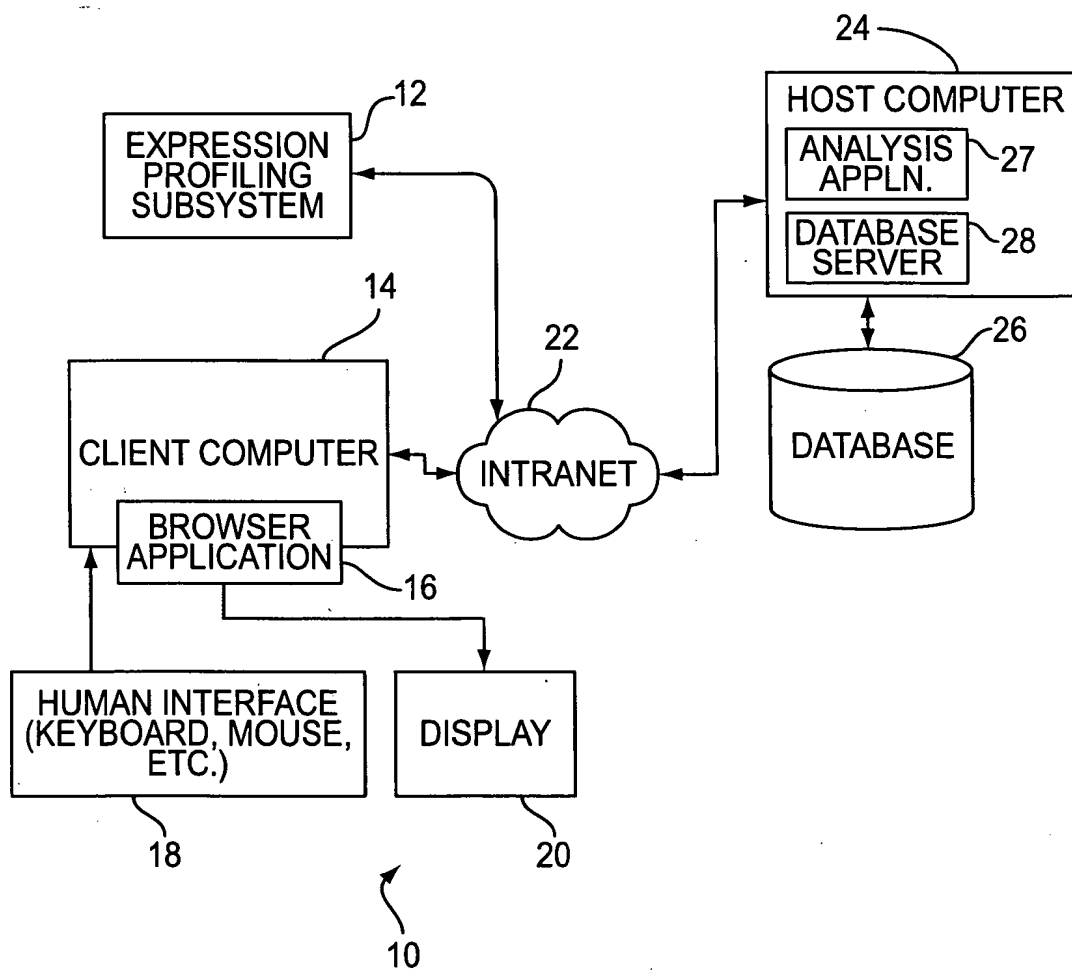 24
HOST COMPUTER
12
EXPRESSION
PROFILING
SUBSYSTEM
ANALYSIS
APPLN.
27
DATABASE
SERVER
28
14
22
26
CLIENT COMPUTER
INTRANET
DATABASE
BROWSER
APPLICATION
16
HUMAN INTERFACE
(KEYBOARD, MOUSE,
ETC.)
DISPLAY
18
20
10